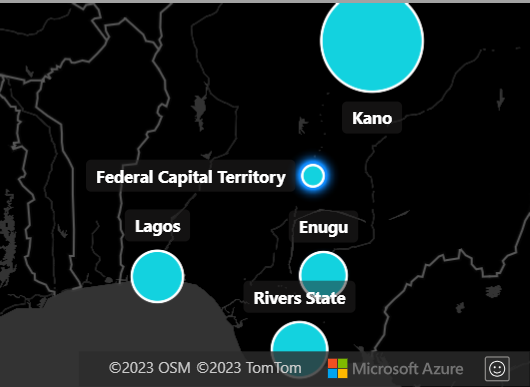 Kano
Federal Capital Territory
Lagos
Enugu
Rivers State
©2023 OSM ©2023 TomTom Microsoft Azure